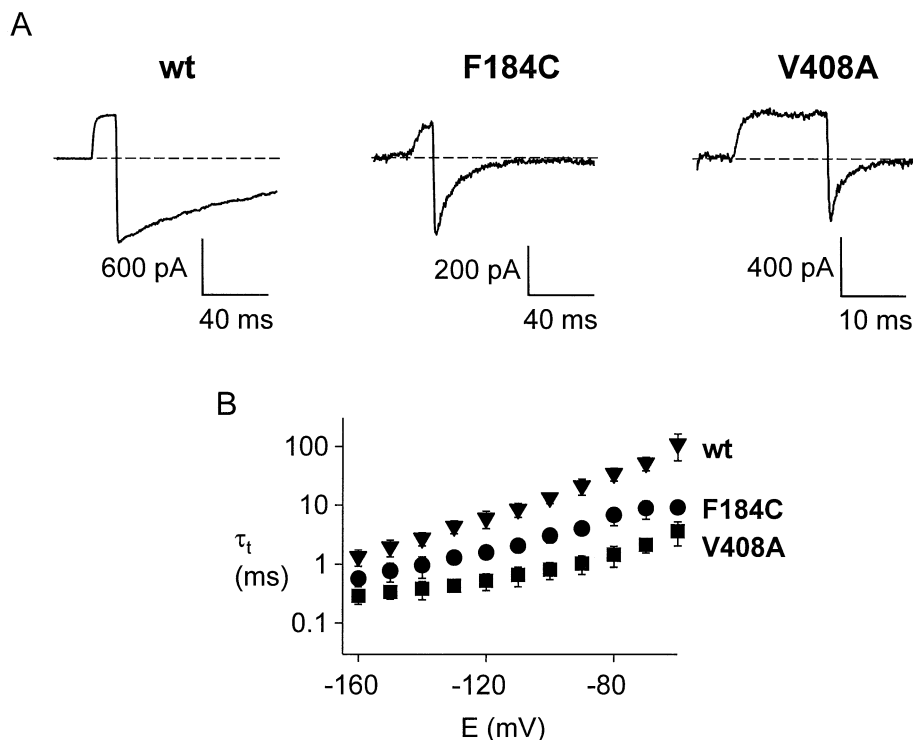 A
wt
F184C
V408A
600 pA
40 ms
200 pA
40 ms
400 pA
10 ms
B
100
10
1
0.1
τt
(ms)
wt
F184C
V408A
-160
-120
-80
E (mV)